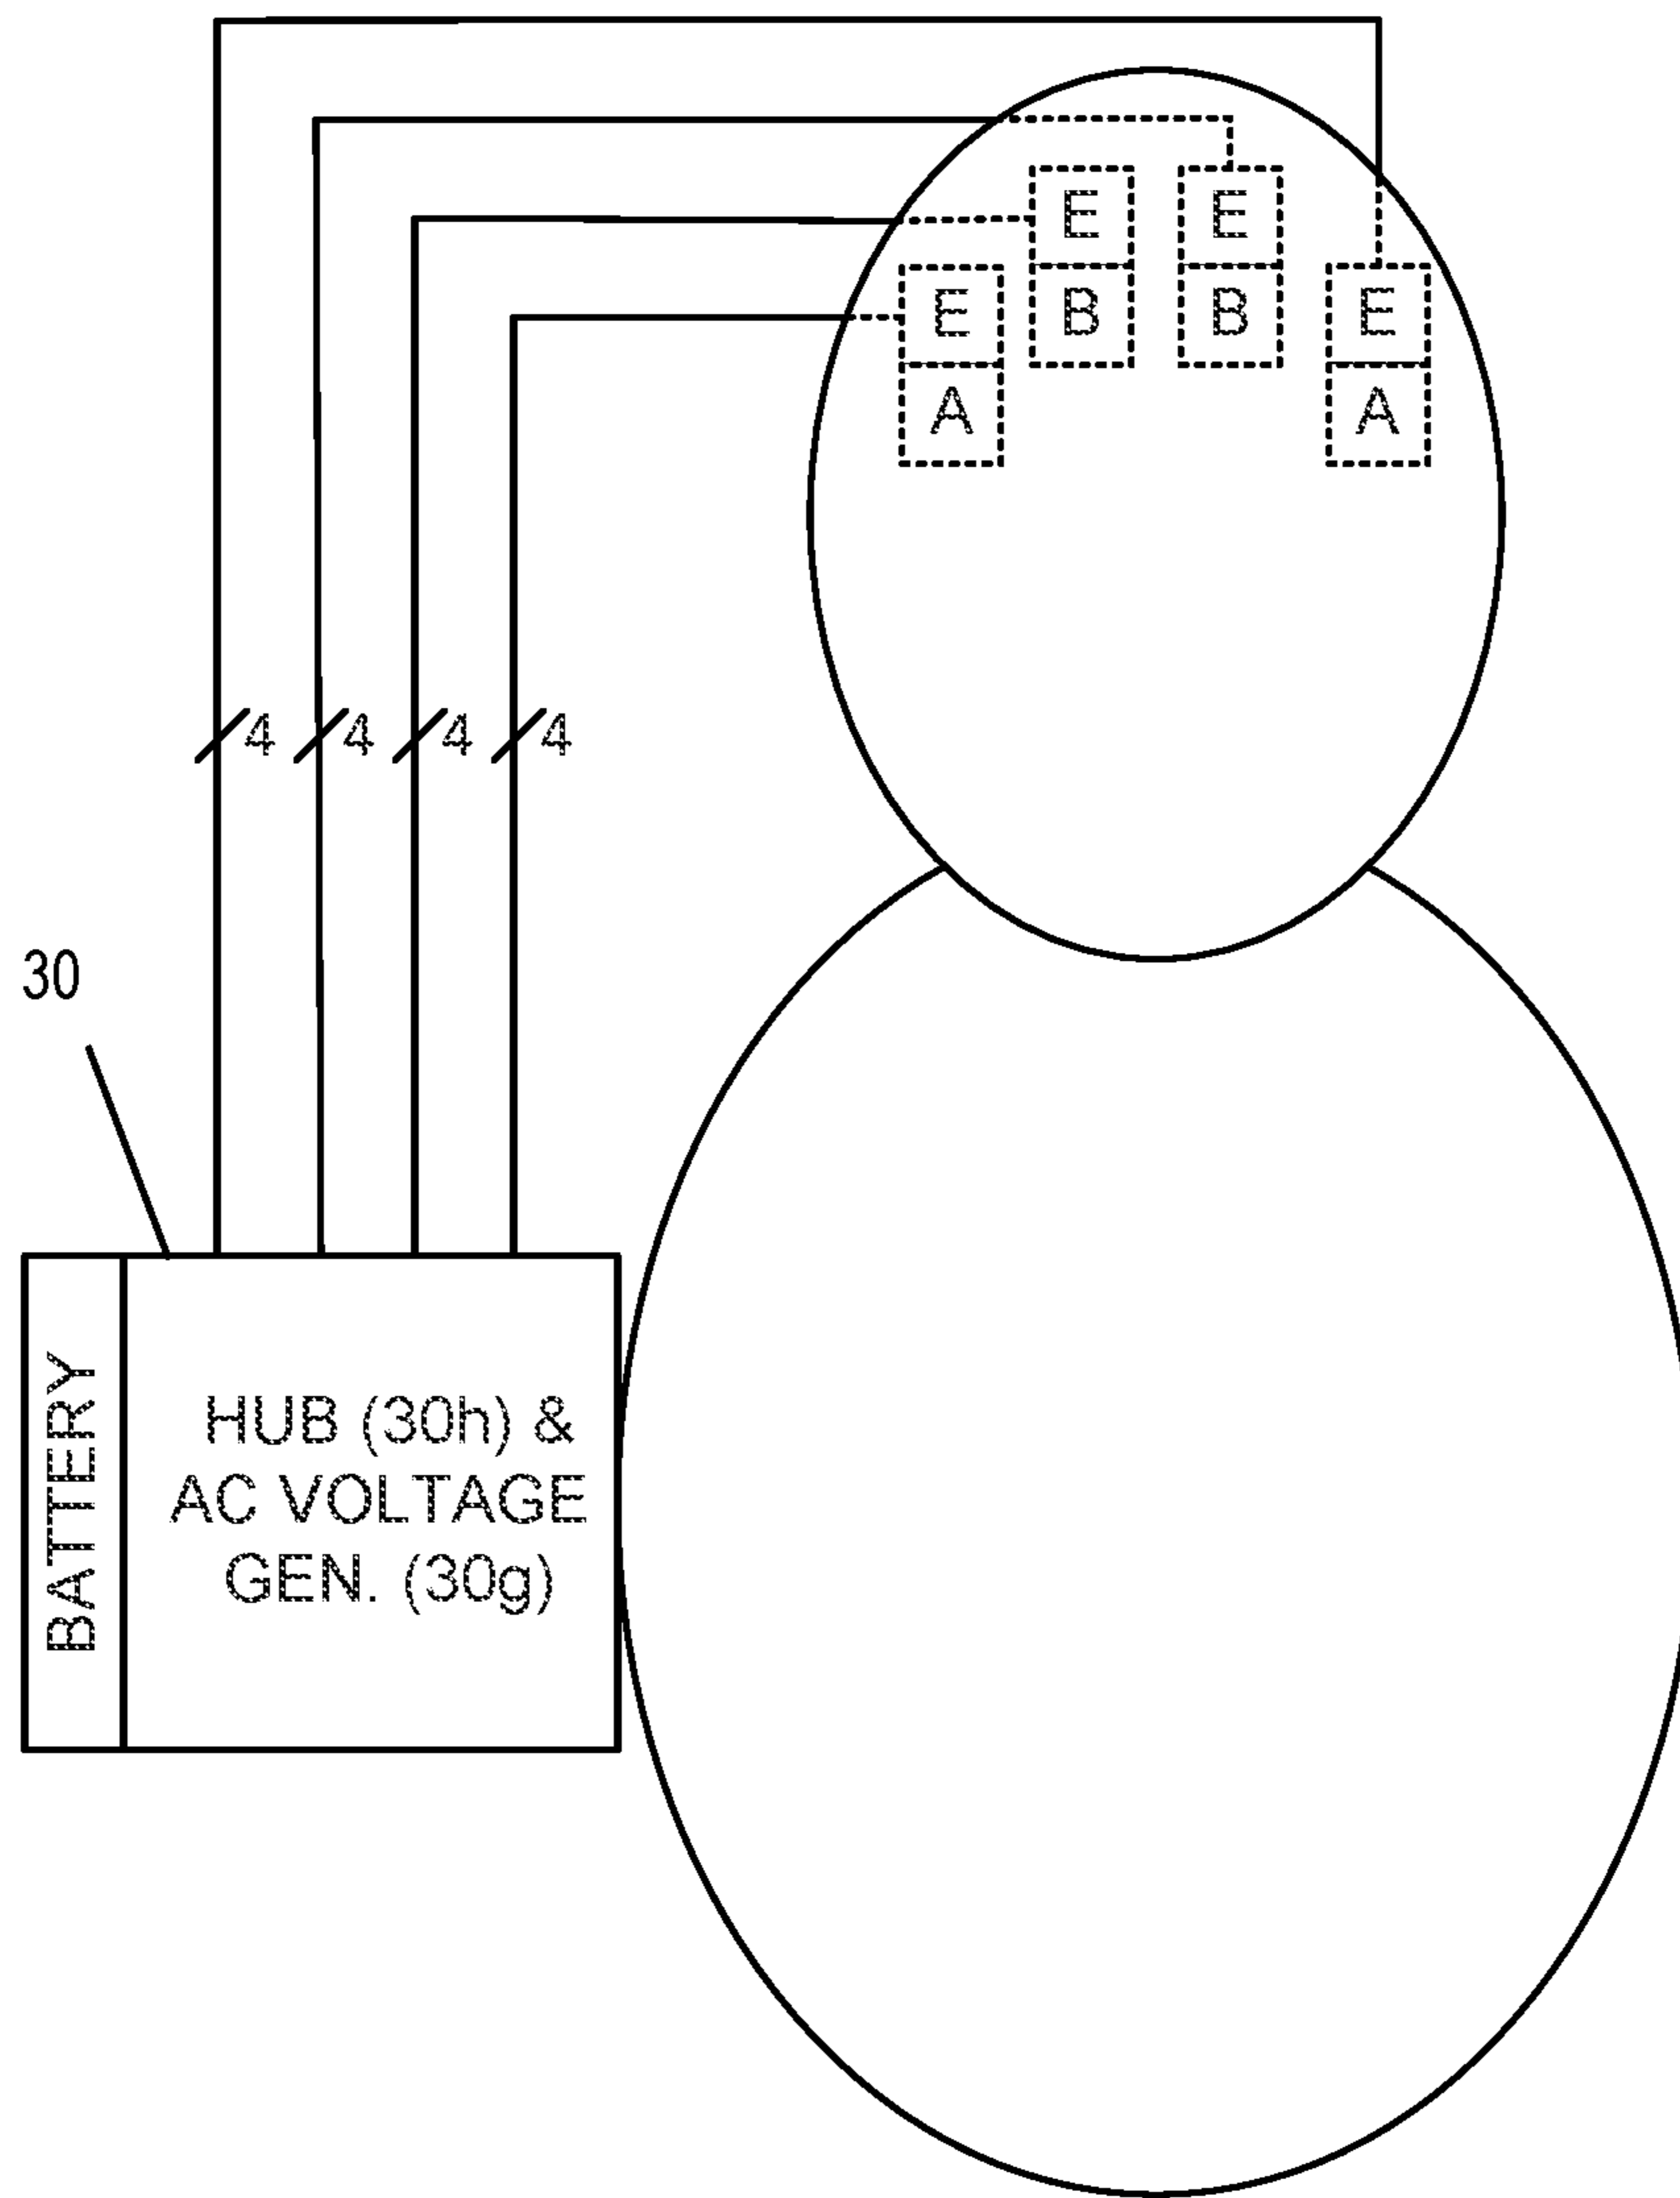 E E
E B B E
A A
4 4 4 4
30
BATTERY
HUB (30h) &
AC VOLTAGE
GEN. (30g)